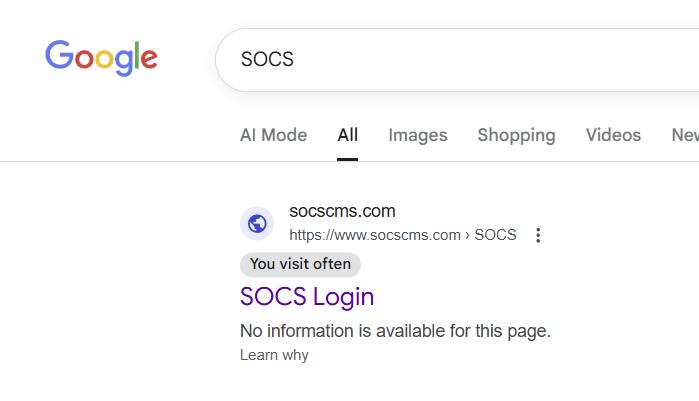 Google
SOCS
AI Mode All Images Shopping Videos
socscms.com
https://www.socscms.com › SOCS
You visit often
SOCS Login
No information is available for this page.
Learn why